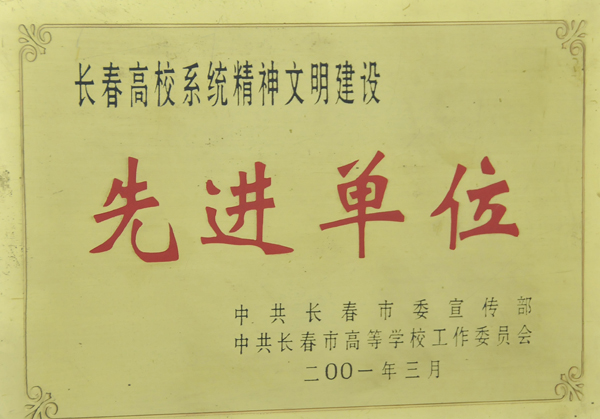 长春高校系统精神文明建设
先进单位
中共长春市委宣传部
中共长春市高等学校工作委员会
二00一年三月